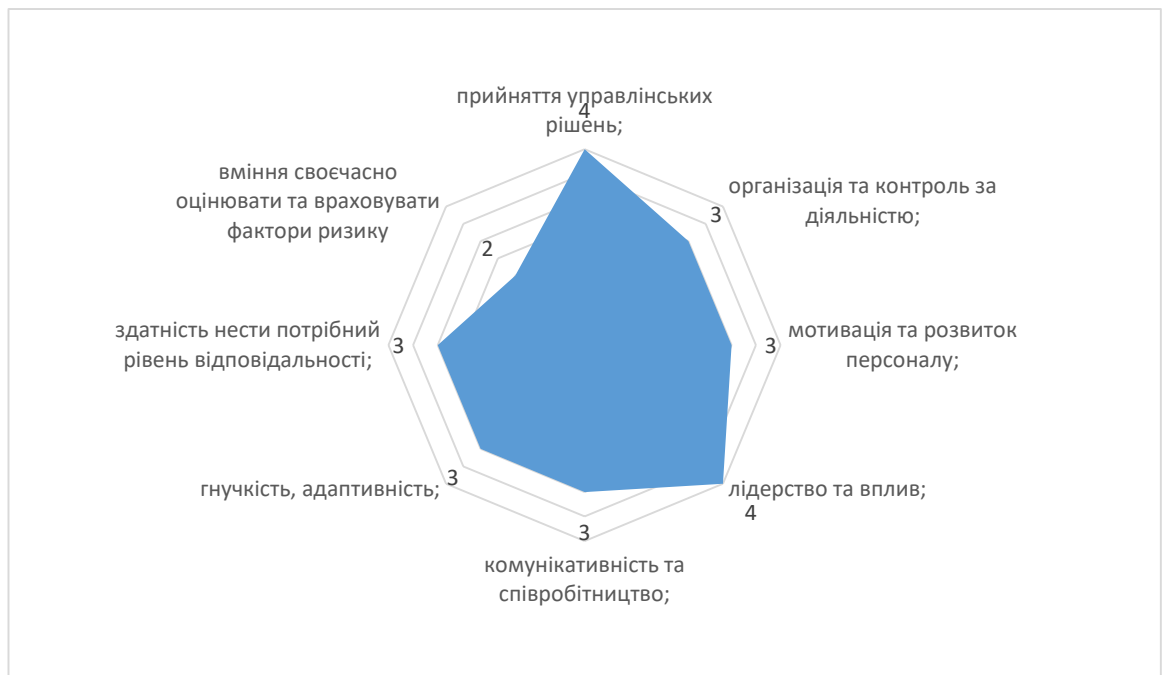 прийняття управлінських
4
рішень;
організація та контроль за
діяльністю;
3
мотивація та розвиток
персоналу;
3
лідерство та вплив;
4
комунікативність та
співробітництво;
3
гнучкість, адаптивність;
3
здатність нести потрібний
рівень відповідальності;
3
вміння своєчасно
оцінювати та враховувати
фактори ризику
2